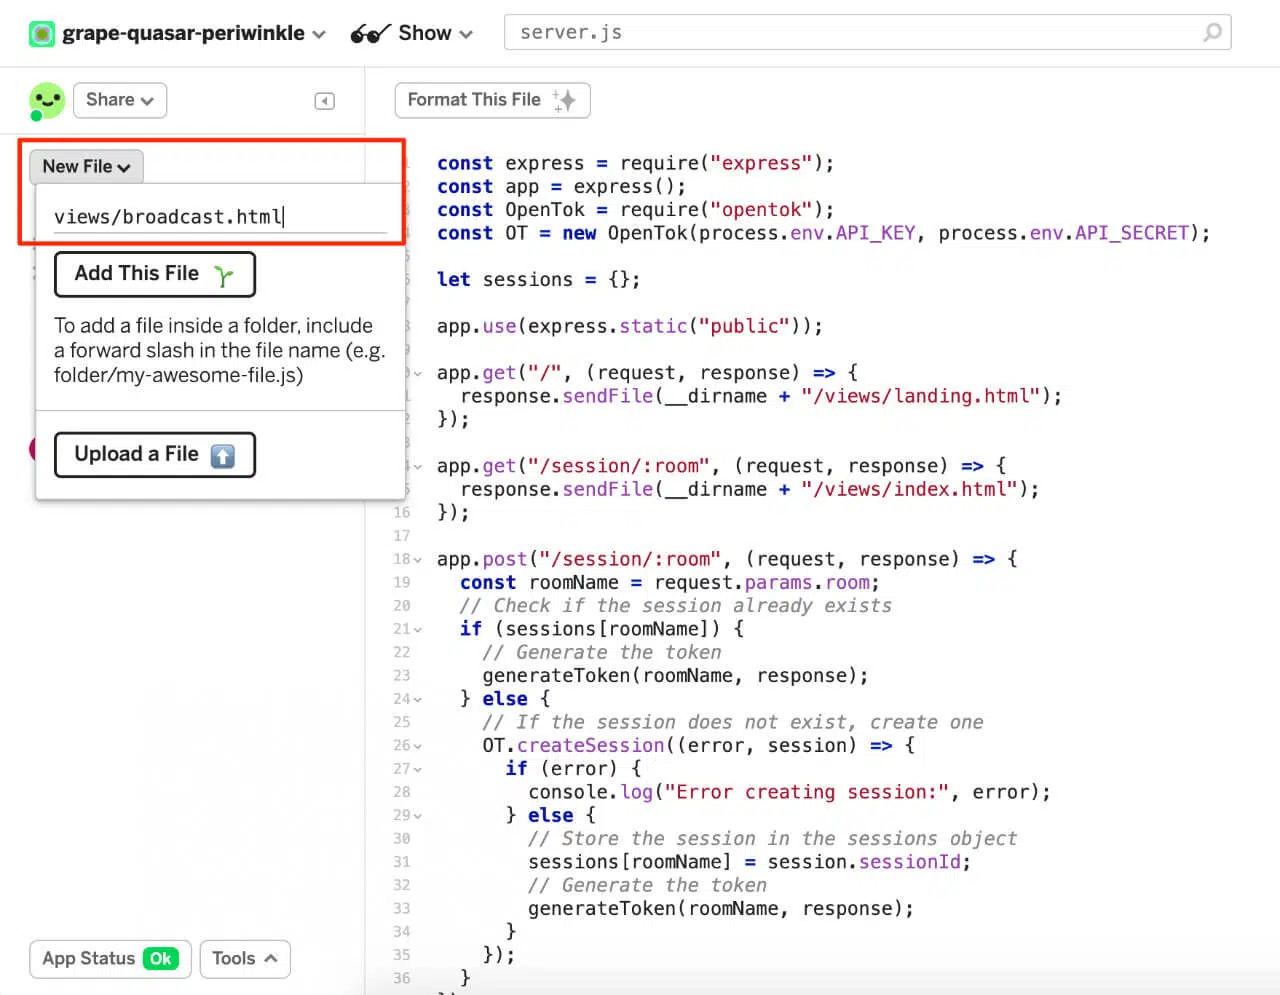 grape-quasar-periwinkle Show server.js
Share Format This File
New File
views/broadcast.html
Add This File
To add a file inside a folder, include
a forward slash in the file name (e.g.
folder/my-awesome-file.js)
Upload a File
const express = require("express");
const app = express();
const OpenTok = require("opentok");
const OT = new OpenTok(process.env.API_KEY, process.env.API_SECRET);
let sessions = {};
app.use(express.static("public"));
app.get("/", (request, response) => {
response.sendFile(__dirname + "/views/landing.html");
});
app.get("/session/:room", (request, response) => {
response.sendFile(__dirname + "/views/index.html");
16 });
17
18 app.post("/session/:room", (request, response) => {
19 const roomName = request.params.room;
20 // Check if the session already exists
21 if (sessions[roomName]) {
22 // Generate the token
23 generateToken(roomName, response);
24 } else {
25 // If the session does not exist, create one
26 OT.createSession((error, session) => {
27 if (error) {
28 console.log("Error creating session:", error);
29 } else {
30 // Store the session in the sessions object
31 sessions[roomName] = session.sessionId;
32 // Generate the token
33 generateToken(roomName, response);
34 }
35 });
36 }
App Status Ok Tools